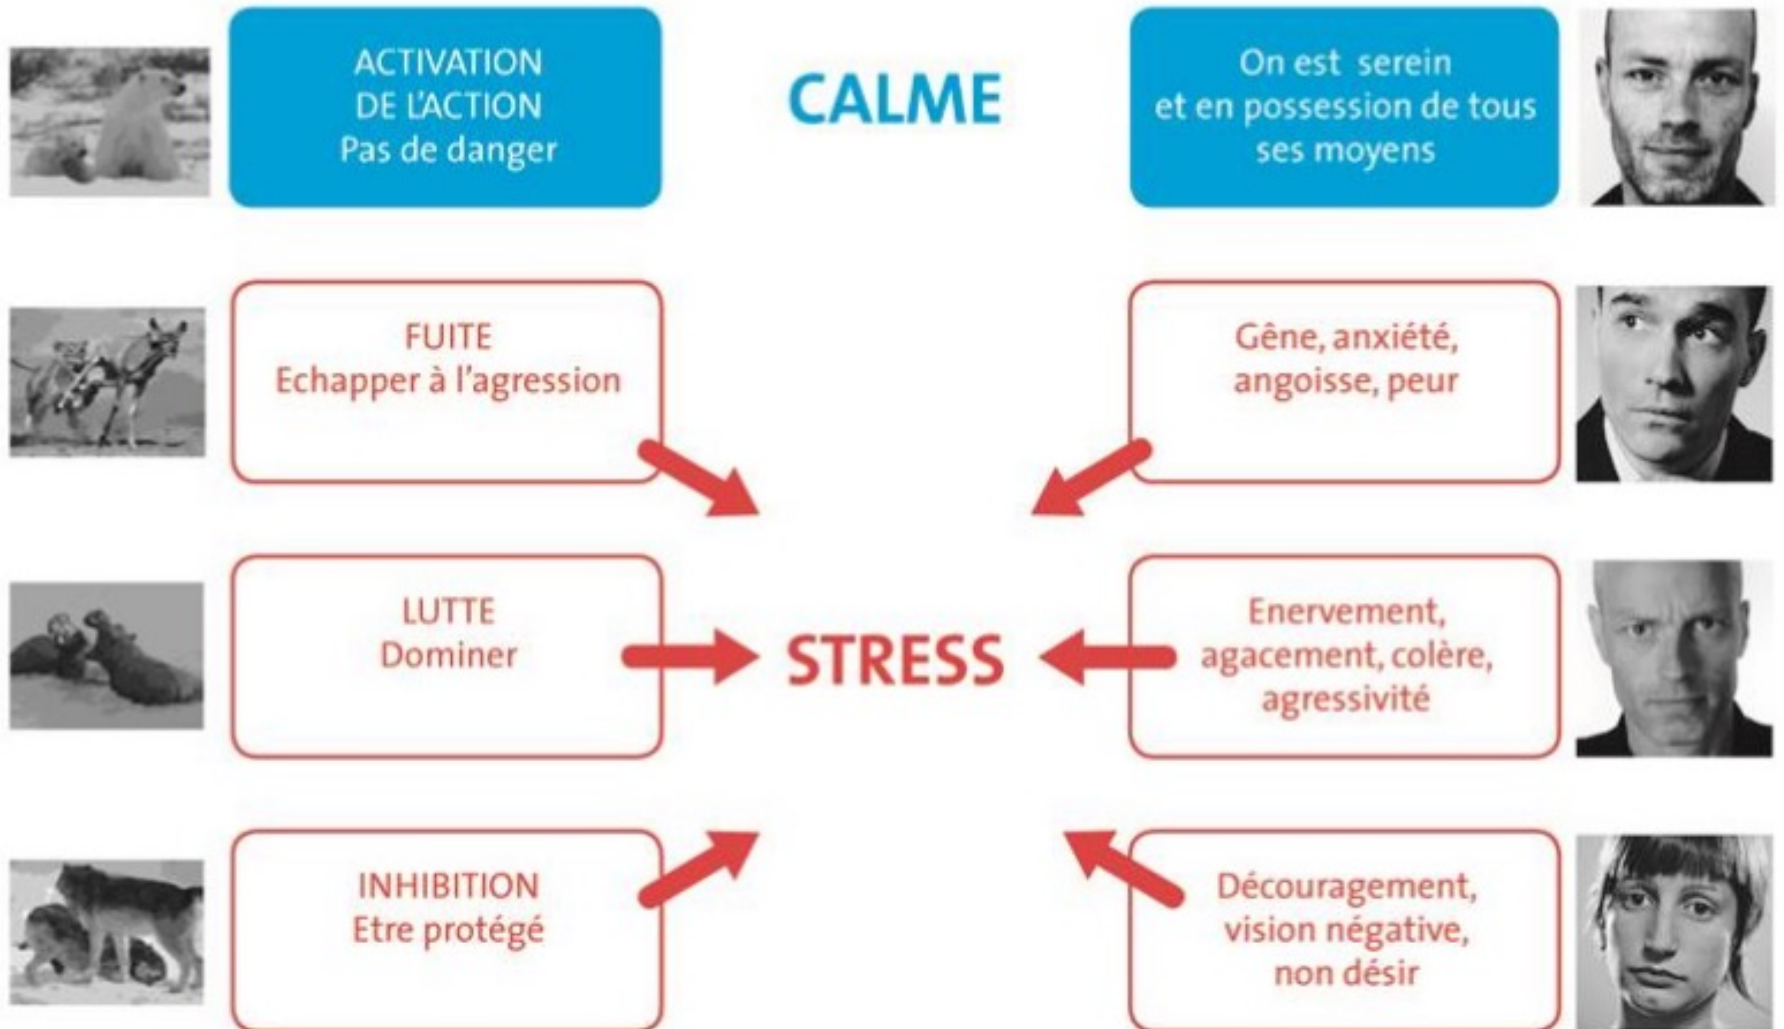 ACTIVATION
DE L'ACTION
Pas de danger
CALME
On est serein
et en possession de tous
ses moyens
FUITE
Echapper à l'agression
Gêne, anxiété,
angoisse, peur
LUTTE
Dominer
STRESS
Enervement,
agacement, colère,
agressivité
INHIBITION
Etre protégé
Découragement,
vision négative,
non désir